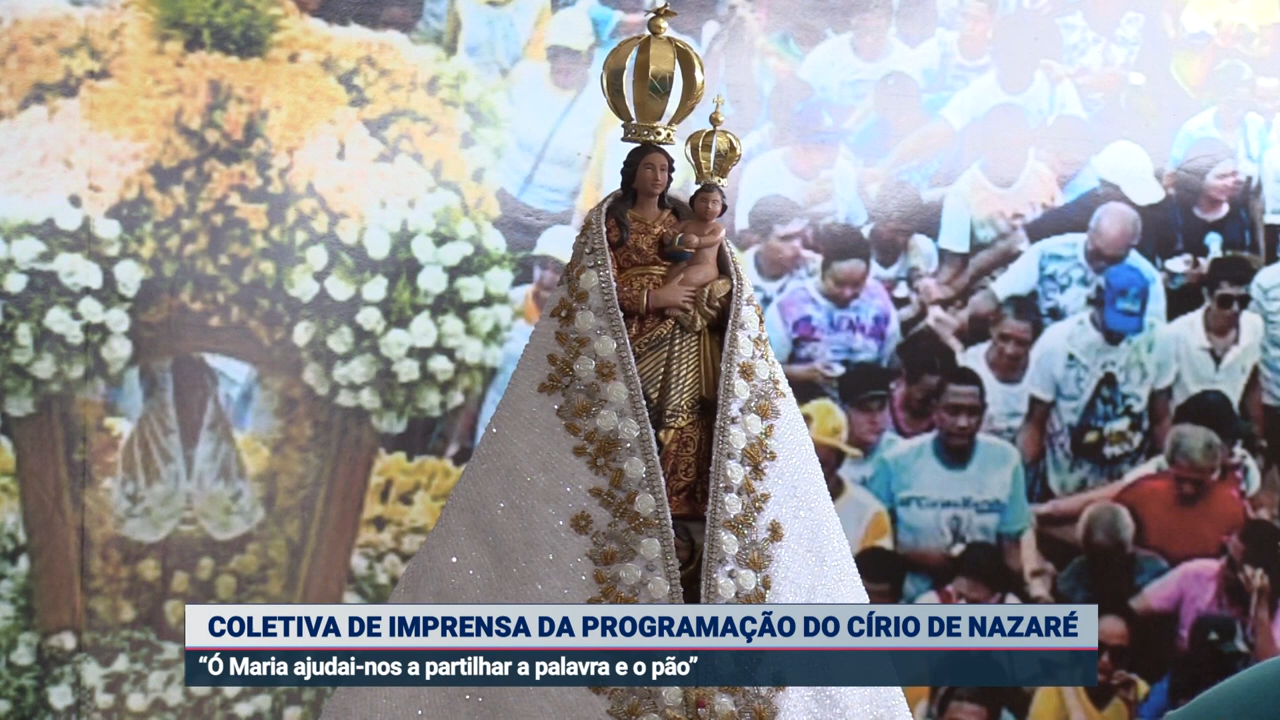 COLETIVA DE IMPRENSA DA PROGRAMAÇÃO DO CÍRIO DE NAZARÉ
“Ó Maria ajudai-nos a partilhar a palavra e o pão”